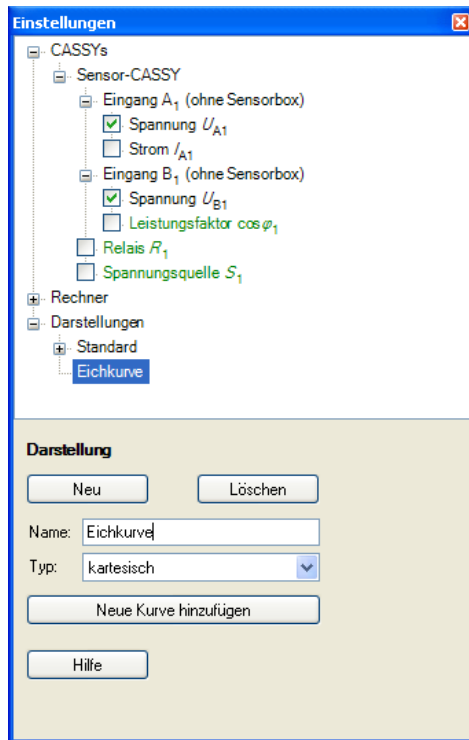 Einstellungen
CASSYs
Sensor-CASSY
Eingang A1 (ohne Sensorbox)
Spannung UA1
Strom IA1
Eingang B1 (ohne Sensorbox)
Spannung UB1
Leistungsfaktor cosφ1
Relais R1
Spannungsquelle S1
Rechner
Darstellungen
Standard
Eichkurve
Darstellung
Neu Löschen
Name: Eichkurve
Typ: kartesisch
Neue Kurve hinzufügen
Hilfe